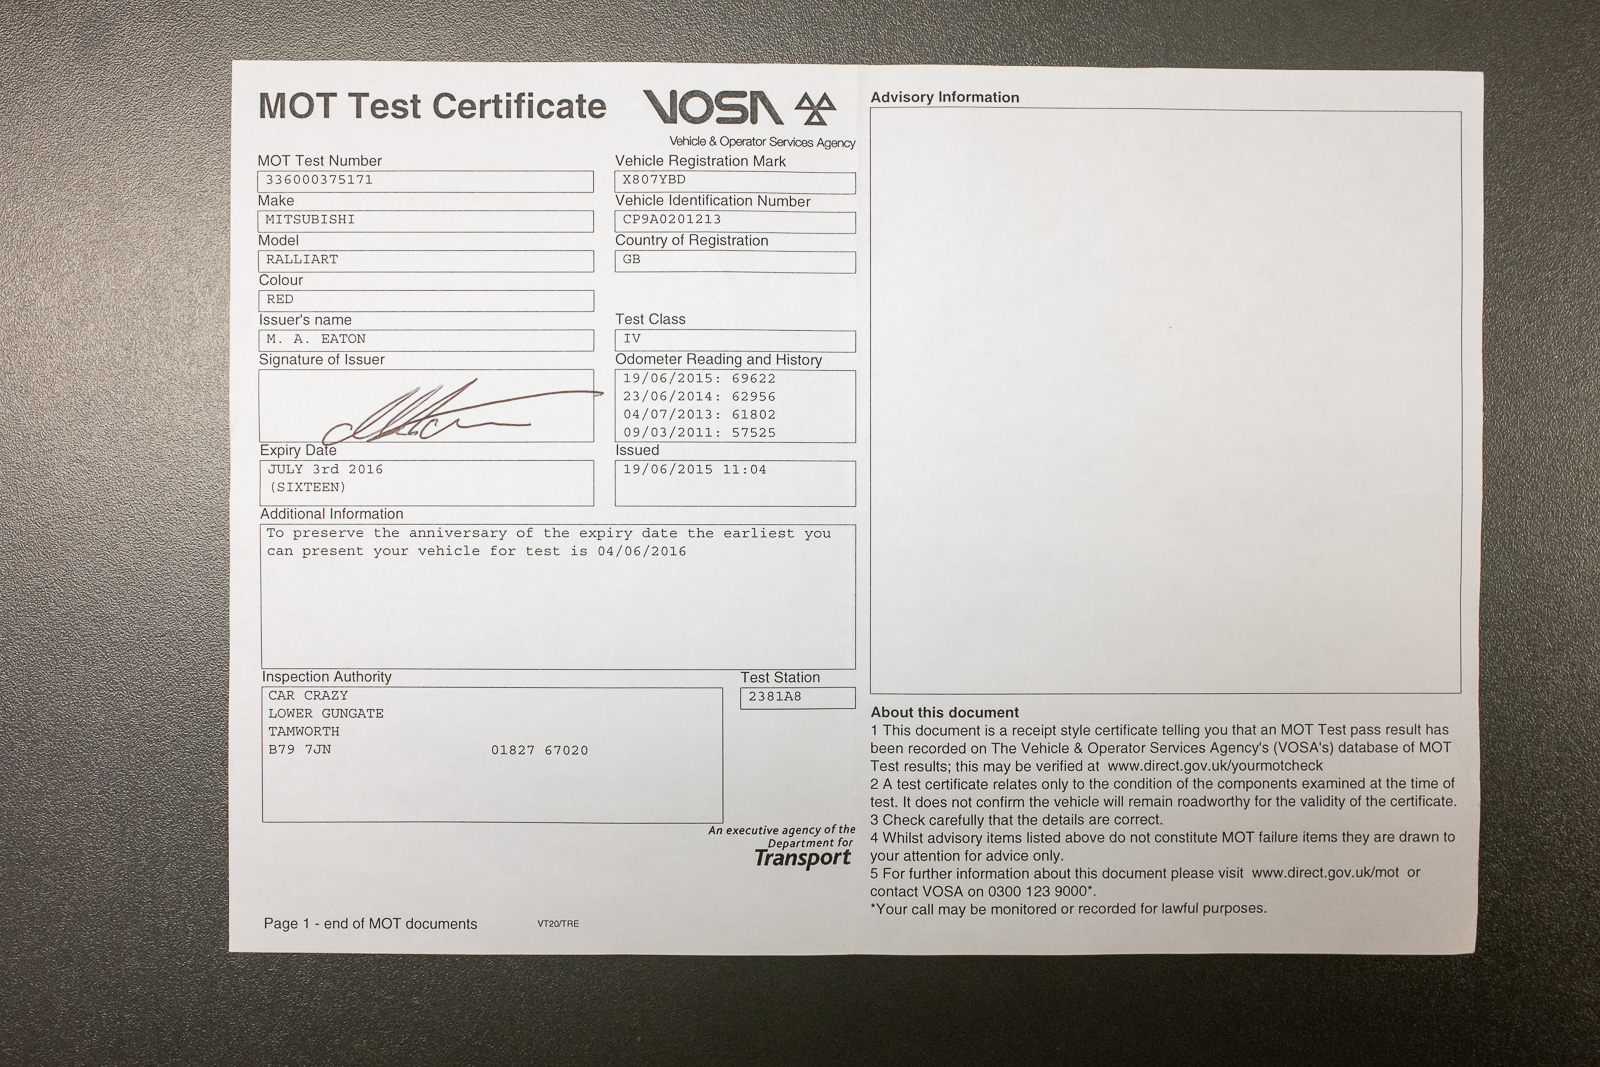 MOT Test Certificate
VOSA
Vehicle & Operator Services Agency
MOT Test Number
336000375171
Vehicle Registration Mark
X807YBD
Make
MITSUBISHI
Vehicle Identification Number
CP9A0201213
Model
RALLIART
Country of Registration
GB
Colour
RED
Issuer's name
M. A. EATON
Test Class
IV
Signature of Issuer
Odometer Reading and History
19/06/2015: 69622
23/06/2014: 62956
04/07/2013: 61802
09/03/2011: 57525
Expiry Date
JULY 3rd 2016
(SIXTEEN)
Issued
19/06/2015 11:04
Additional Information
To preserve the anniversary of the expiry date the earliest you
can present your vehicle for test is 04/06/2016
Inspection Authority
CAR CRAZY
LOWER GUNGATE
TAMWORTH
B79 7JN 01827 67020
Test Station
2381A8
An executive agency of the
Department for
Transport
Page 1 - end of MOT documents VT20/TRE
Advisory Information
About this document
1 This document is a receipt style certificate telling you that an MOT Test pass result has
been recorded on The Vehicle & Operator Services Agency's (VOSA's) database of MOT
Test results; this may be verified at www.direct.gov.uk/yourmotcheck
2 A test certificate relates only to the condition of the components examined at the time of
test. It does not confirm the vehicle will remain roadworthy for the validity of the certificate.
3 Check carefully that the details are correct.
4 Whilst advisory items listed above do not constitute MOT failure items they are drawn to
your attention for advice only.
5 For further information about this document please visit www.direct.gov.uk/mot or
contact VOSA on 0300 123 9000*.
*Your call may be monitored or recorded for lawful purposes.